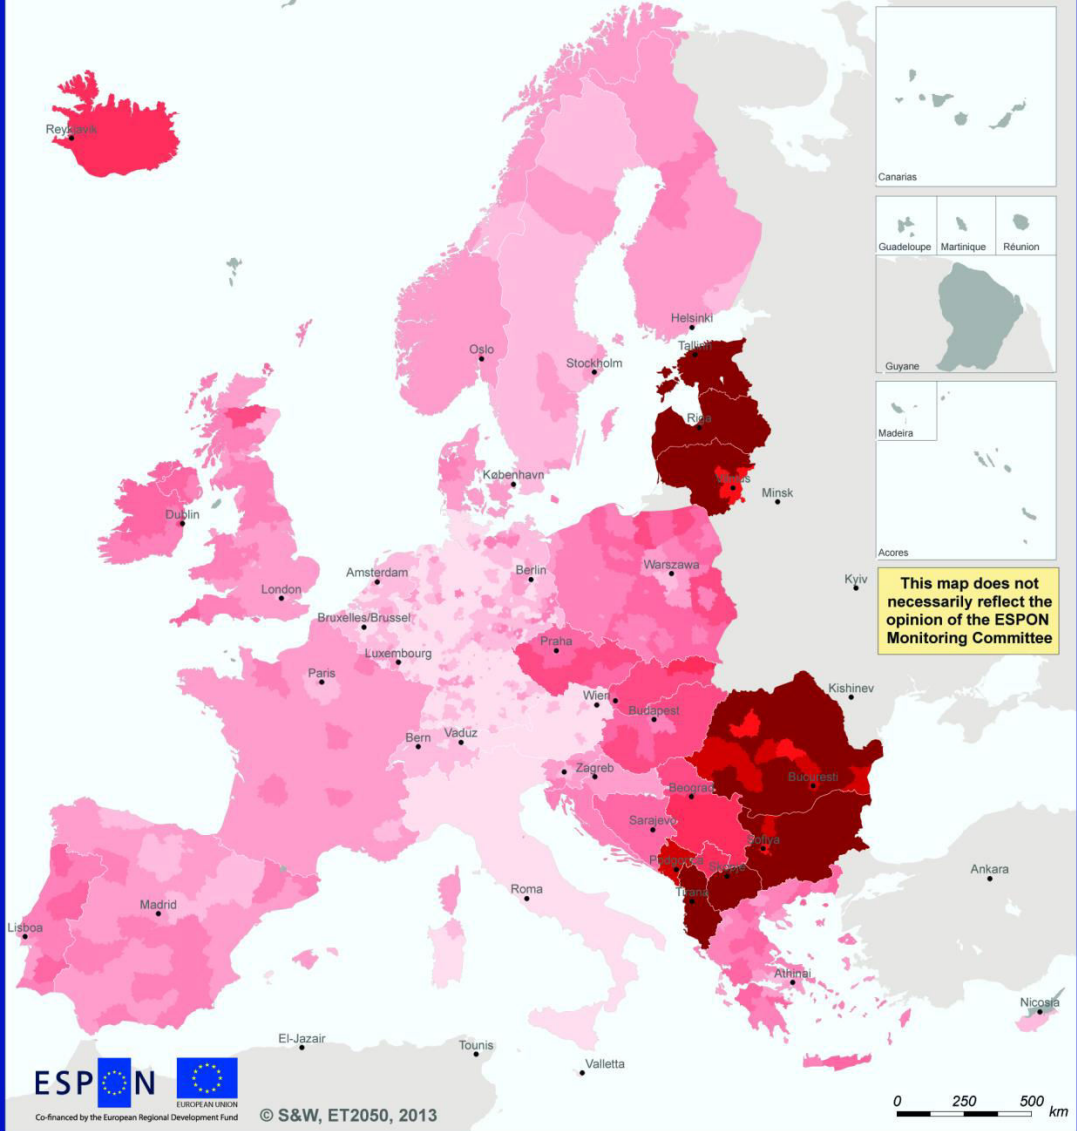 Reykjavik
Canarias
Guadeloupe
Martinique
Réunion
Guyane
Madeira
Acores
This map does not
necessarily reflect the
opinion of the ESPON
Monitoring Committee
Helsinki
Tallinn
Oslo
Stockholm
Riga
København
Vilnius
Minsk
Dublin
Amsterdam
Berlin
Warszawa
Kyiv
London
Bruxelles/Brussel
Luxembourg
Praha
Paris
Kishinev
Wien
Budapest
Bern
Vaduz
Zagreb
Bucuresti
Beograd
Sarajevo
Sofiya
Podgorica
Skopje
Tirana
Ankara
Roma
Madrid
Lisboa
Athinai
Nicosia
El-Jazair
Tounis
Valletta
ESPON
EUROPEAN UNION
Co-financed by the European Regional Development Fund
© S&W, ET2050, 2013
0 250 500 km